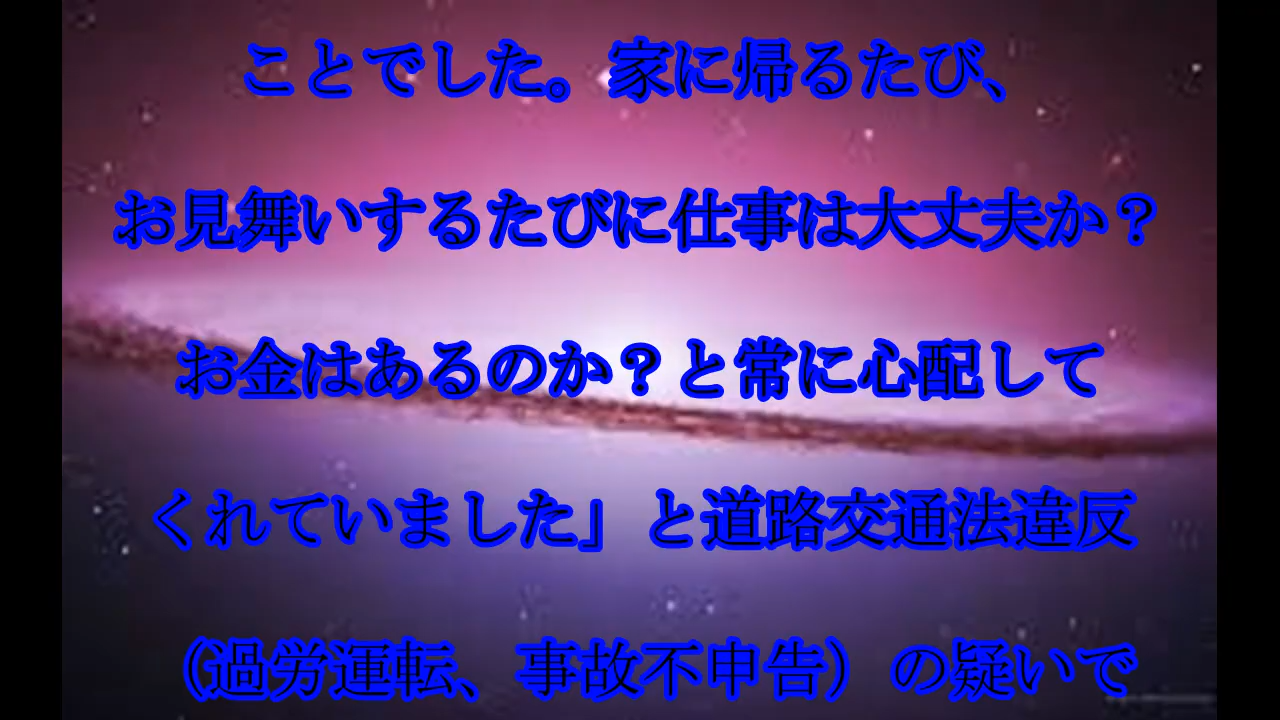 ことでした。家に帰るたび、
お見舞いするたびに仕事は大丈夫か？
お金はあるのか？と常に心配して
くれていました」と道路交通法違反
（過労運転、事故不申告）の疑いで